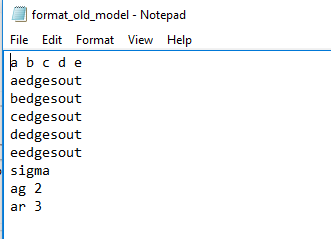 format_old_model - Notepad
File Edit Format View Help
a b c d e
aedgesout
bedgesout
cedgesout
dedgesout
eedgesout
sigma
ag 2
ar 3